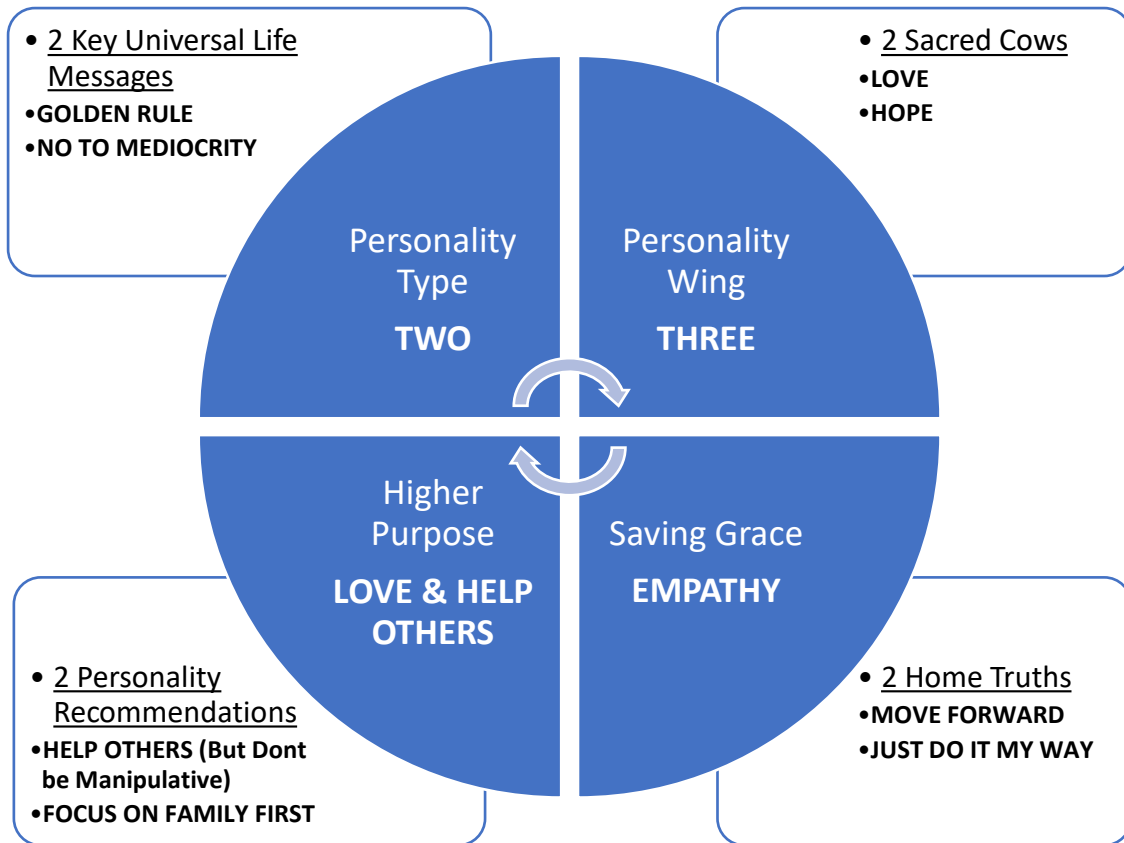 • 2 Key Universal Life
Messages
•GOLDEN RULE
•NO TO MEDIOCRITY
• 2 Sacred Cows
•LOVE
•HOPE
Personality
Type
TWO
Personality
Wing
THREE
Higher
Purpose
LOVE & HELP
OTHERS
Saving Grace
EMPATHY
• 2 Personality
Recommendations
•HELP OTHERS (But Dont
be Manipulative)
•FOCUS ON FAMILY FIRST
• 2 Home Truths
•MOVE FORWARD
•JUST DO IT MY WAY